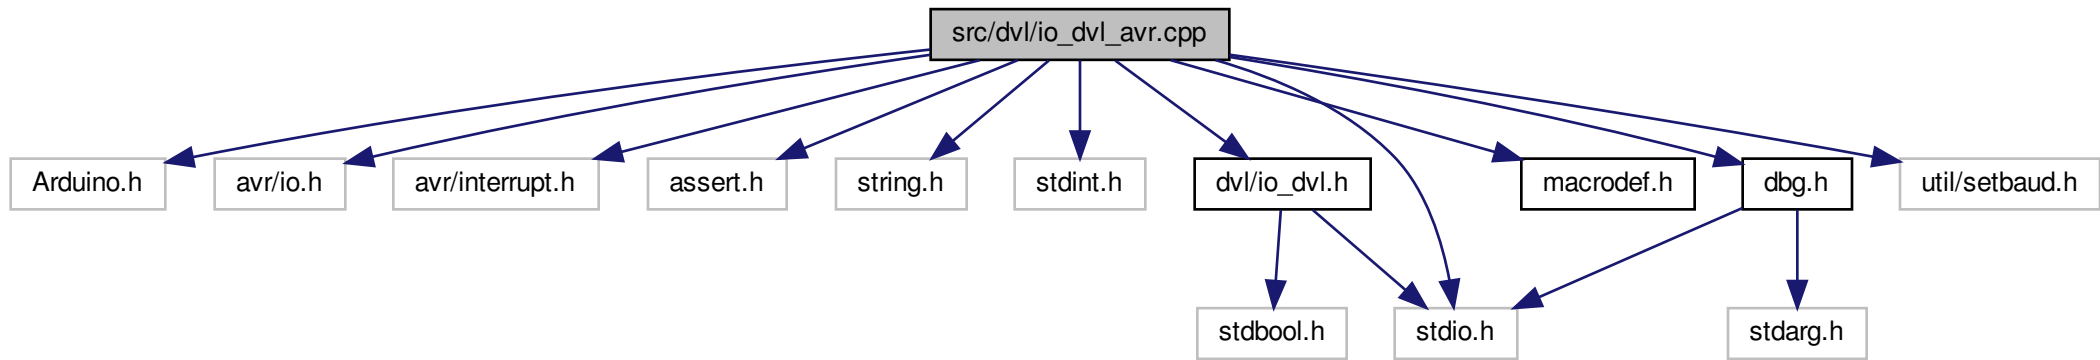 src/dvl/io_dvl_avr.cpp
Arduino.h
avr/io.h
avr/interrupt.h
assert.h
string.h
stdint.h
dvl/io_dvl.h
macrodef.h
dbg.h
util/setbaud.h
stdbool.h
stdio.h
stdarg.h